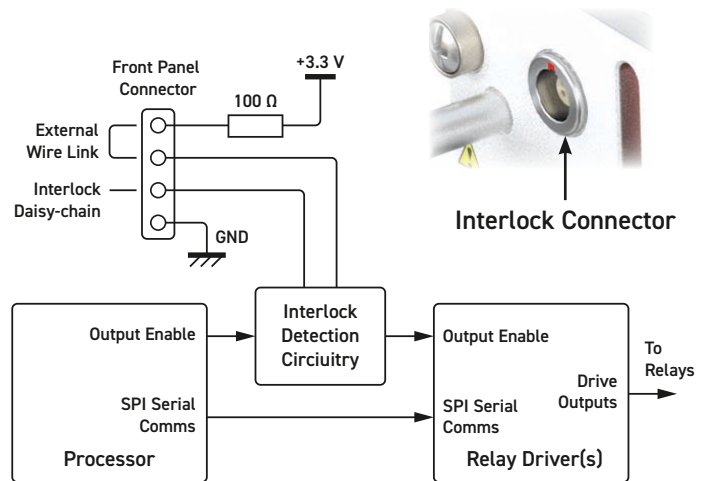 Front Panel
Connector
+3.3 V
100 Ω
External
Wire Link
Interlock
Daisy-chain
GND
Interlock Connector
Interlock
Detection
Circiuitry
Output Enable
SPI Serial
Comms
Processor
Output Enable
SPI Serial
Comms
Drive
Outputs
Relay Driver(s)
To
Relays